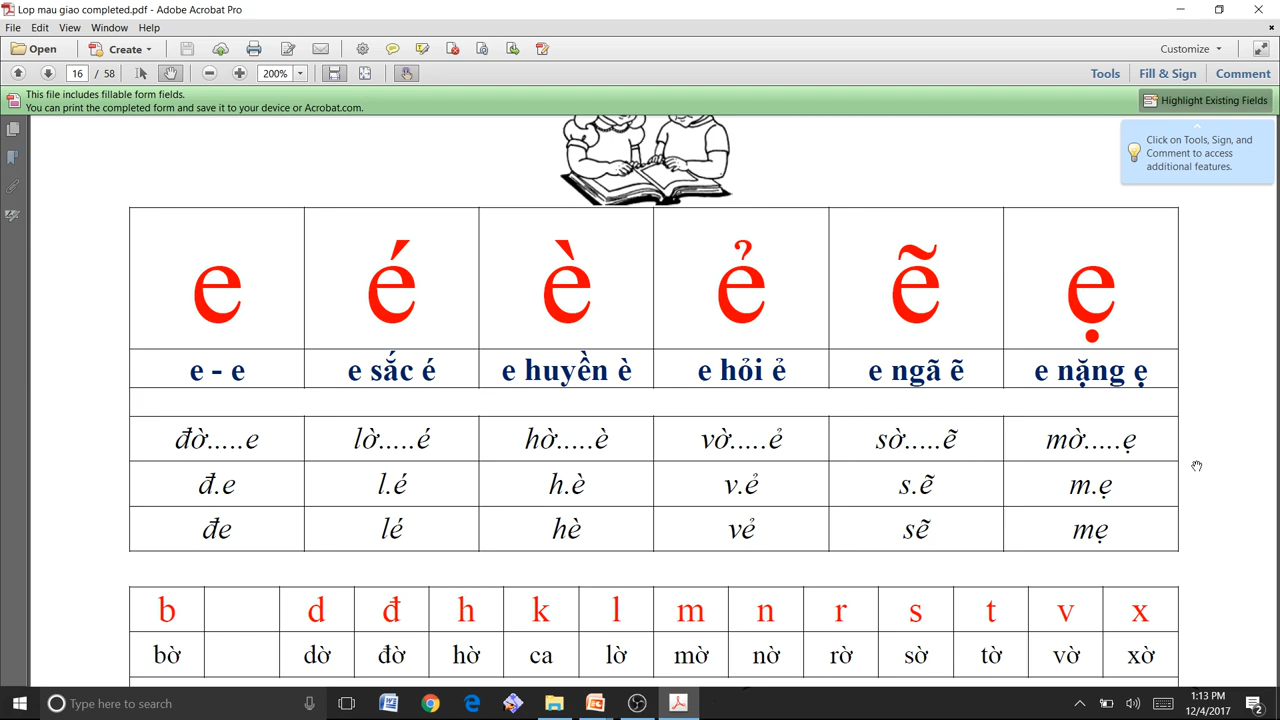 Lop mau giao completed.pdf - Adobe Acrobat Pro
File Edit View Window Help
Open Create Customize
16 / 58 200% Tools Fill & Sign Comment
This file includes fillable form fields.
You can print the completed form and save it to your device or Acrobat.com.
Highlight Existing Fields
Click on Tools, Sign, and
Comment to access
additional features.
e é è ẻ ẽ ẹ
e - e e sắc é e huyền è e hỏi ẻ e ngã ẽ e nặng ẹ
đờ.....e lờ.....é hờ.....è vờ.....ẻ sờ.....ẽ mờ.....ẹ
đ.e l.é h.è v.ẻ s.ẽ m.ẹ
đe lé hè vẻ sẽ mẹ
b d đ h k l m n r s t v x
bờ dờ đờ hờ ca lờ mờ nờ rờ sờ tờ vờ xờ
Type here to search
1:13 PM
12/4/2017
2